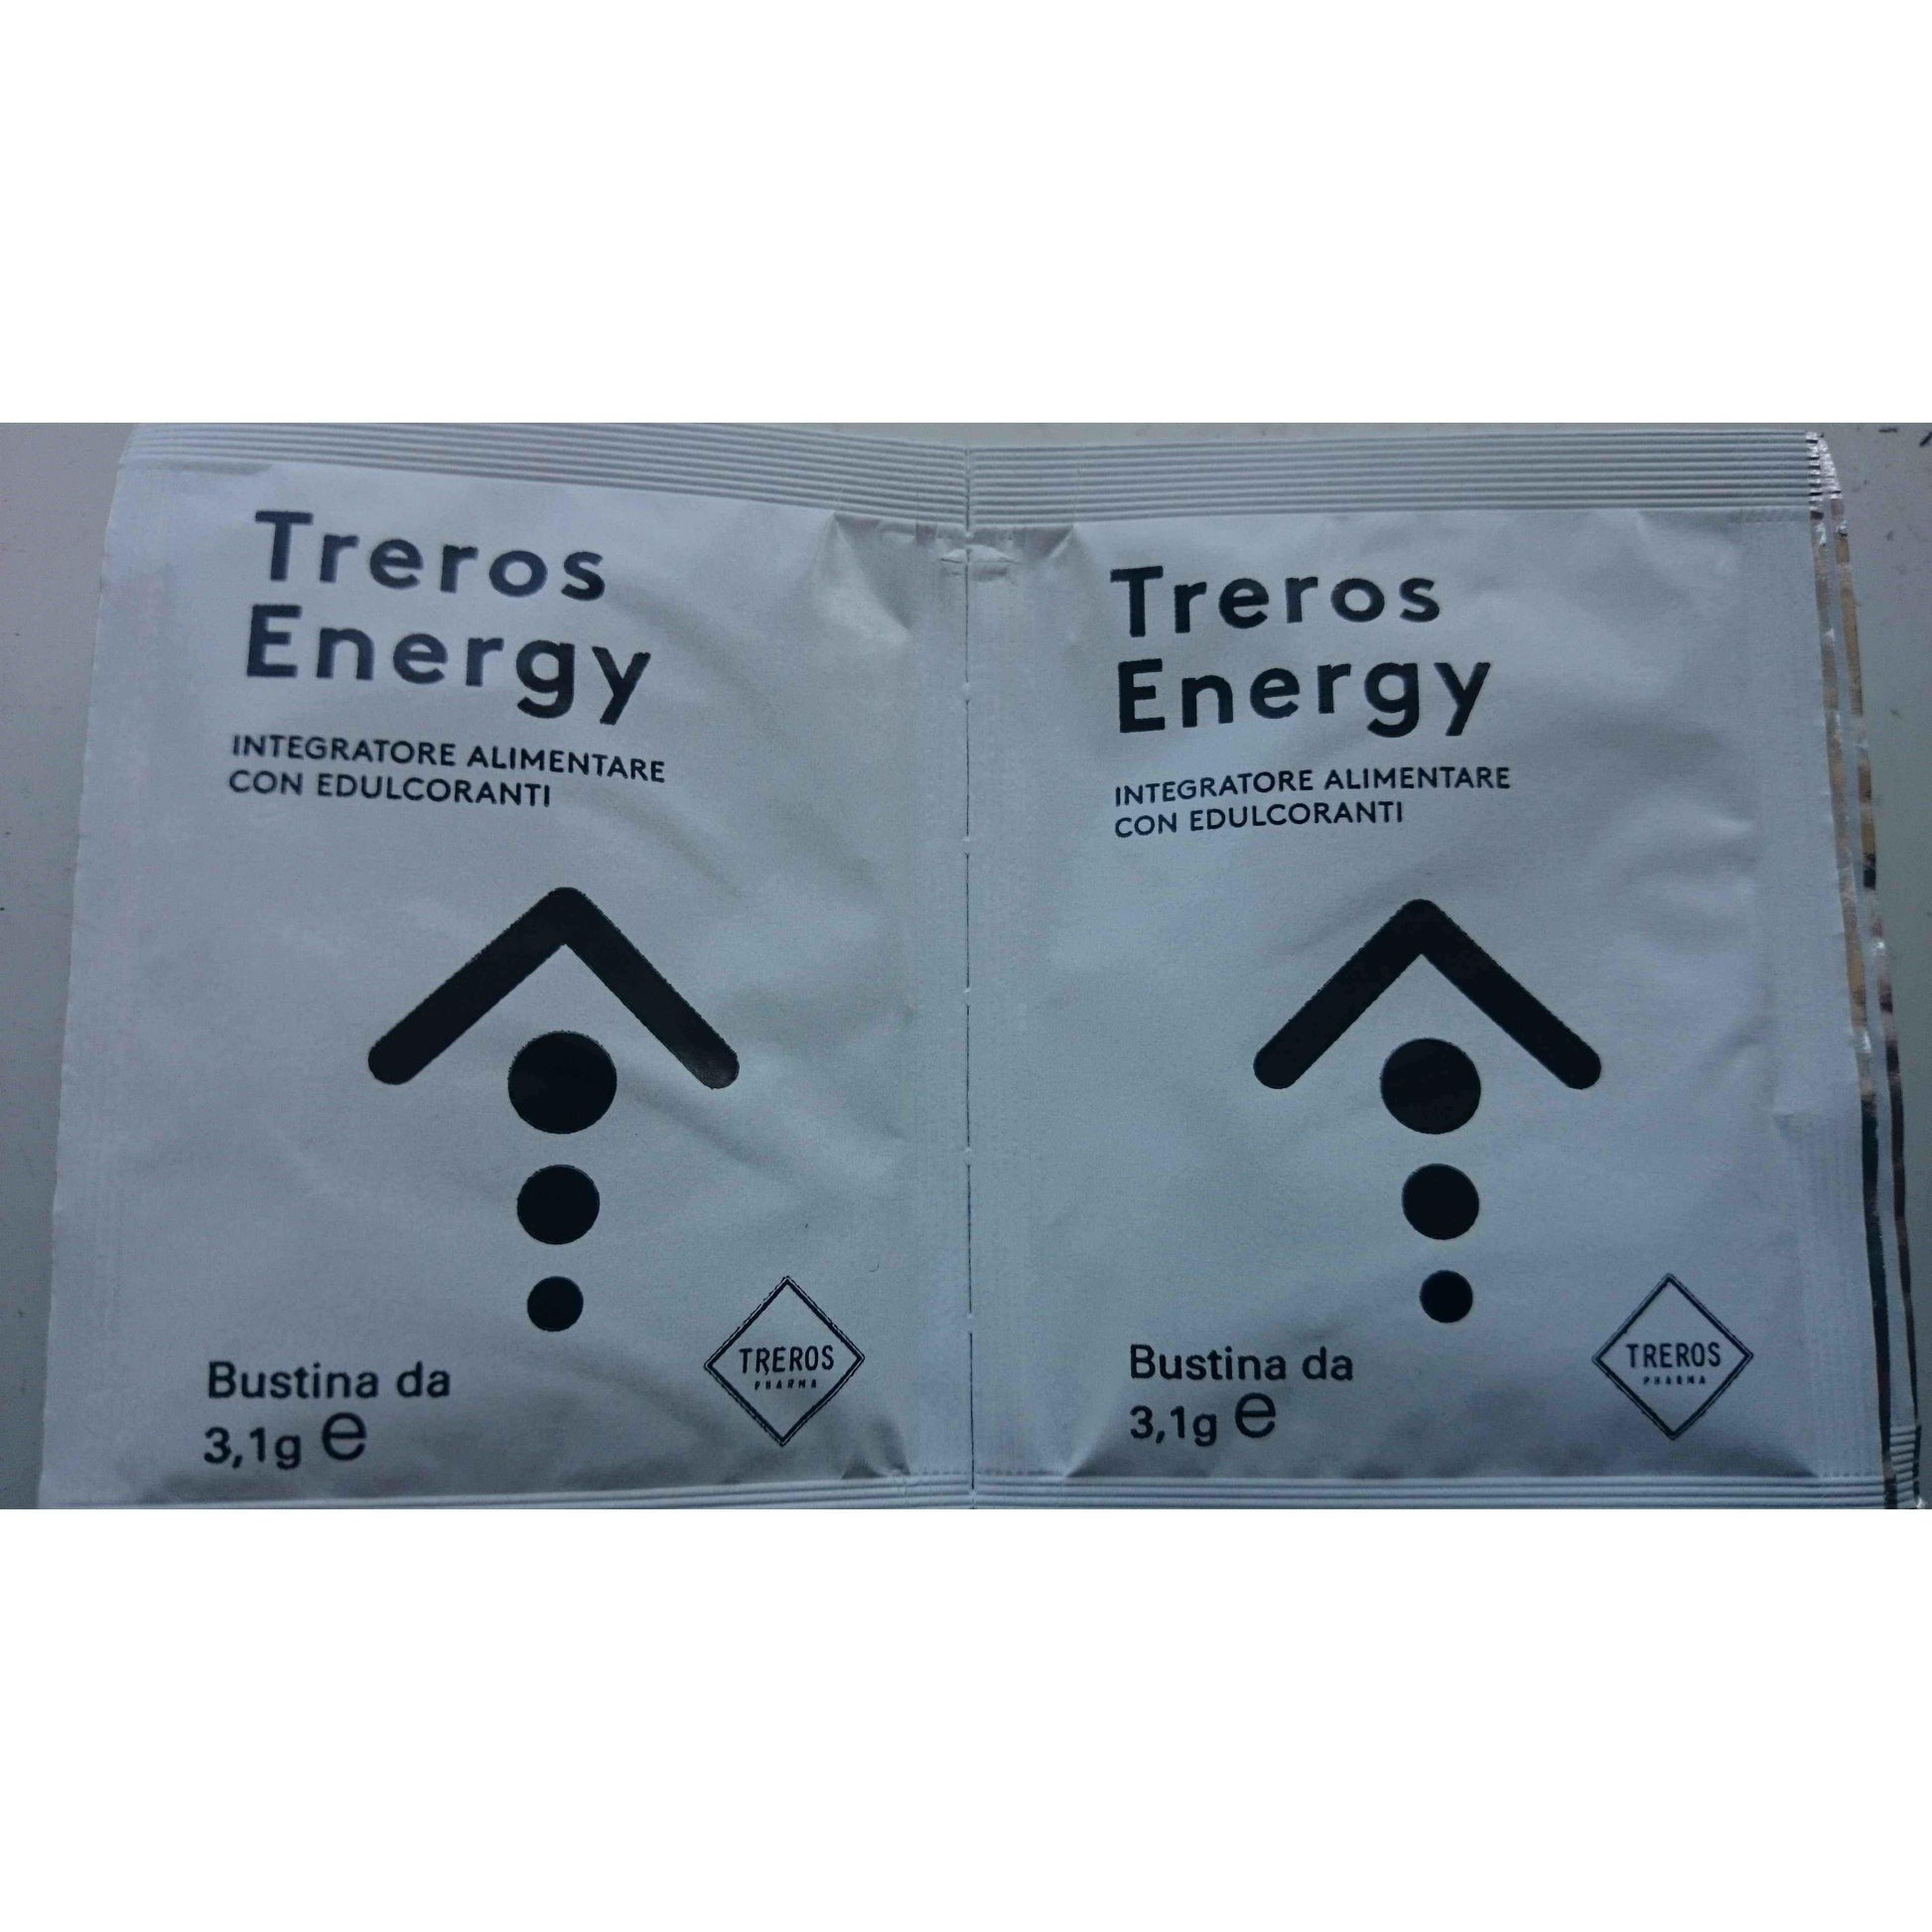 Treros
Energy
INTEGRATORE ALIMENTARE
CON EDULCORANTI
Bustina da
3,1g ℮
TREROS
PHARMA
Treros
Energy
INTEGRATORE ALIMENTARE
CON EDULCORANTI
Bustina da
3,1g ℮
TREROS
PHARMA